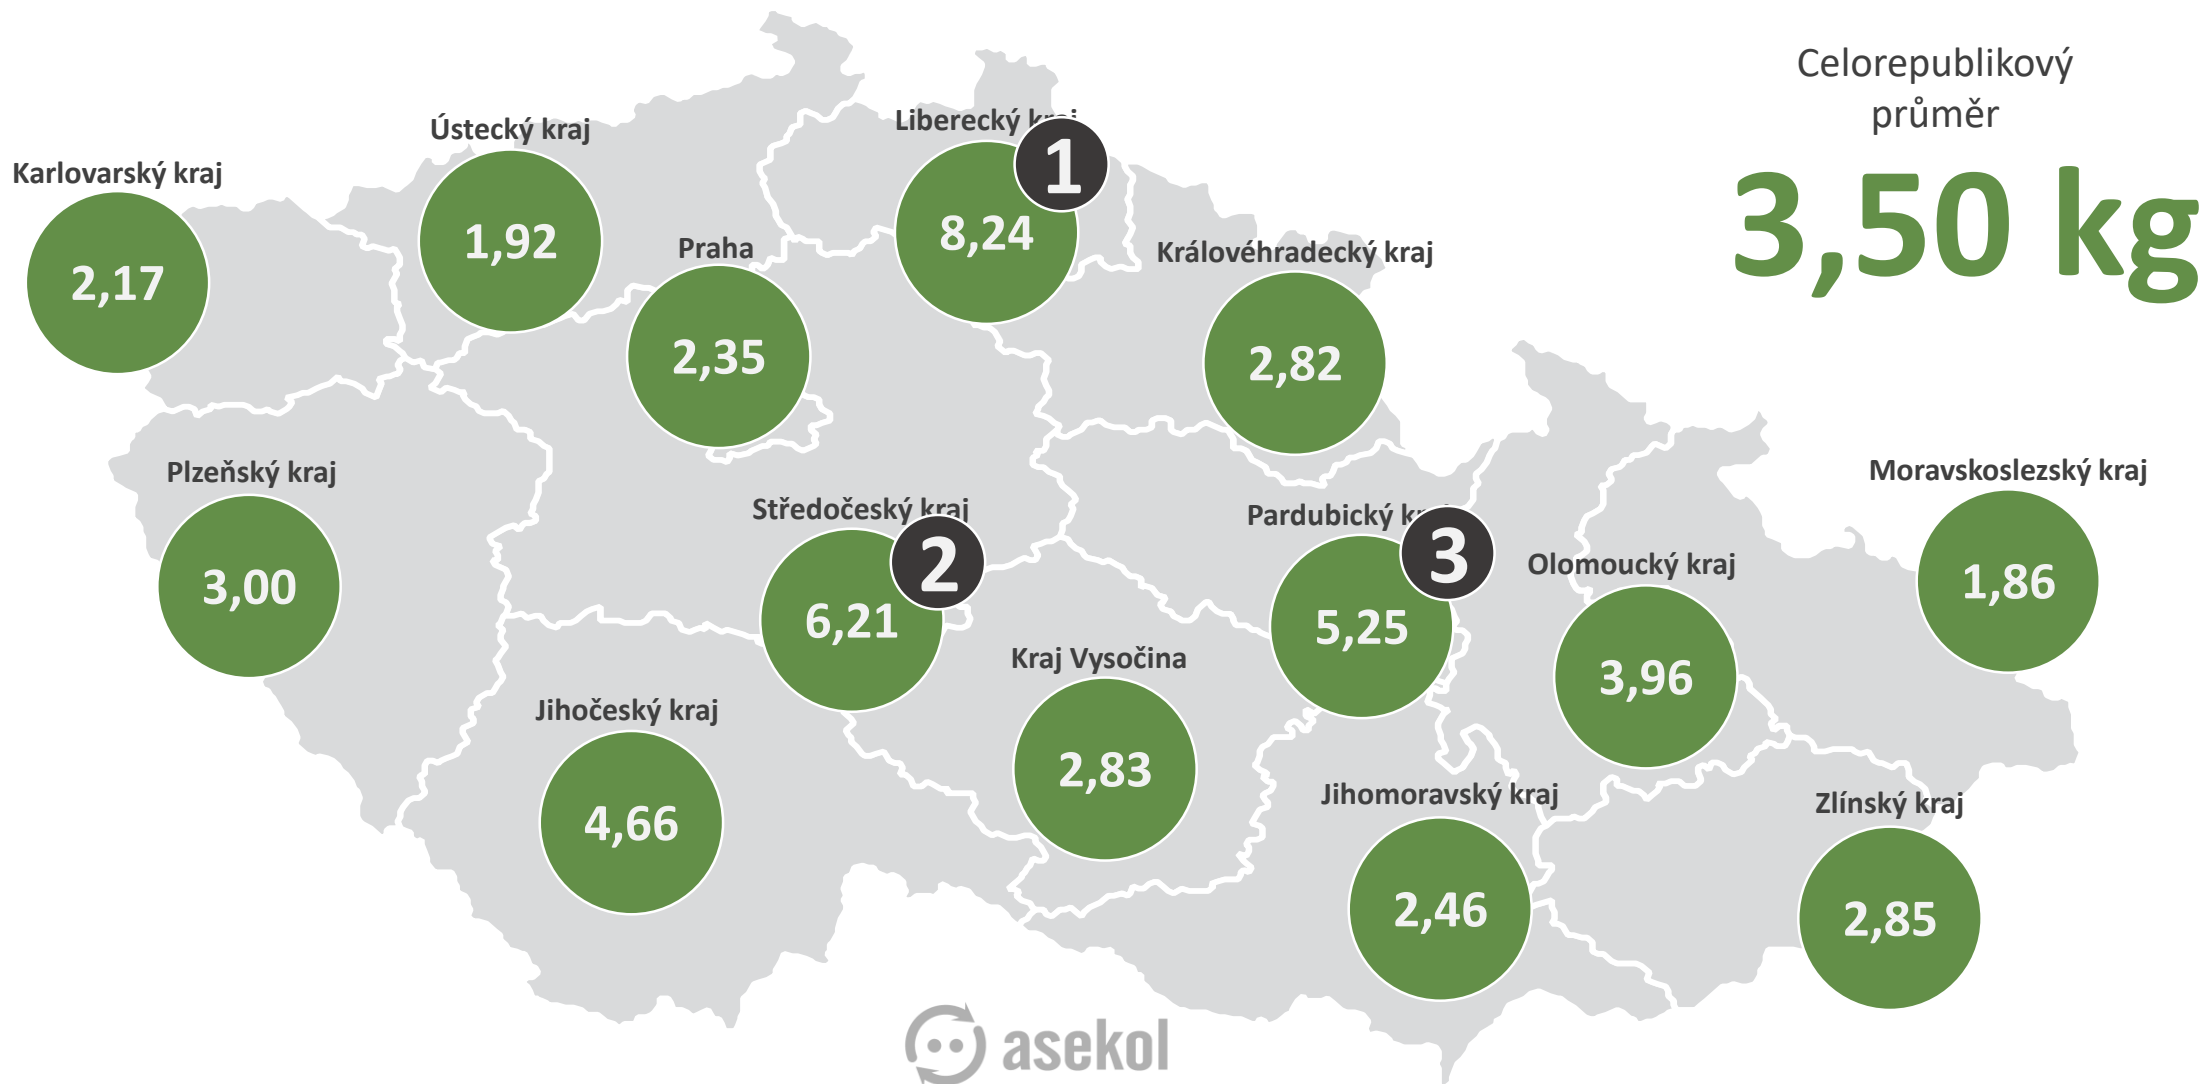 Celorepublikový
průměr
3,50 kg
Karlovarský kraj
2,17
Ústecký kraj
1,92
Praha
2,35
Liberecký kraj
1
8,24
Královéhradecký kraj
2,82
Plzeňský kraj
3,00
Středočeský kraj
2
6,21
Pardubický kraj
3
5,25
Olomoucký kraj
3,96
Moravskoslezský kraj
1,86
Jihočeský kraj
4,66
Kraj Vysočina
2,83
Jihomoravský kraj
2,46
Zlínský kraj
2,85
asekol